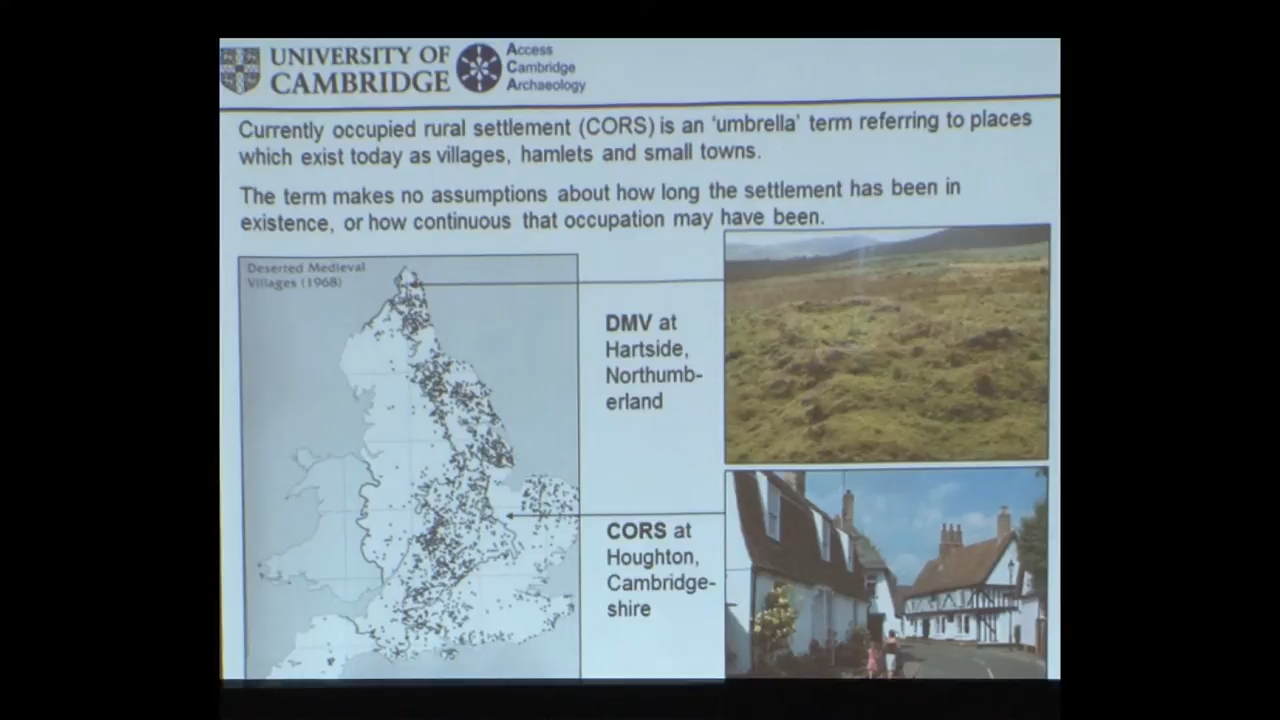 UNIVERSITY OF
CAMBRIDGE
Access
Cambridge
Archaeology
Currently occupied rural settlement (CORS) is an ‘umbrella’ term referring to places
which exist today as villages, hamlets and small towns.
The term makes no assumptions about how long the settlement has been in
existence, or how continuous that occupation may have been.
Deserted Medieval
Villages (1968)
DMV at
Hartside,
Northumb-
erland
CORS at
Houghton,
Cambridge-
shire